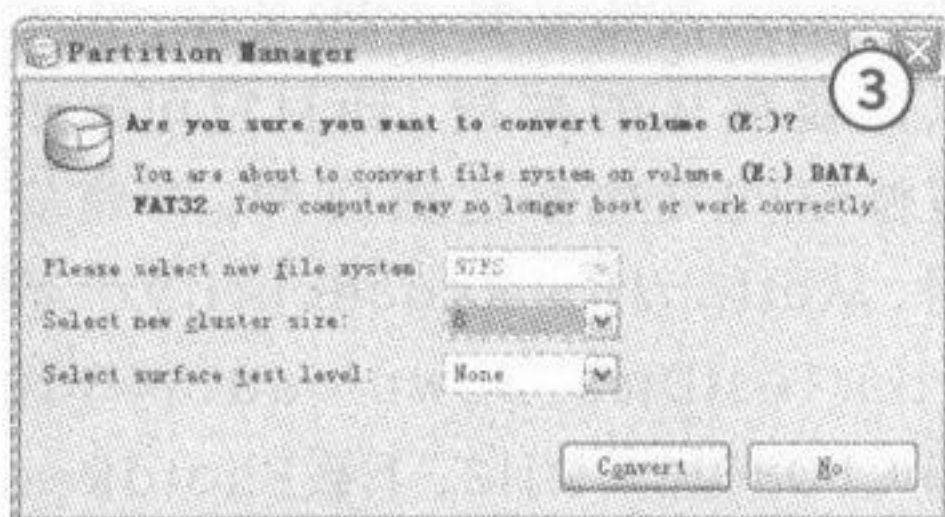 Partition Manager
3
Are you sure you want to convert volume (E:)?
You are about to convert file system on volume (E:) DATA,
FAT32. Your computer may no longer boot or work correctly
Please select new file system: NTFS
Select new cluster size: 8
Select surface test level: None
Convert No